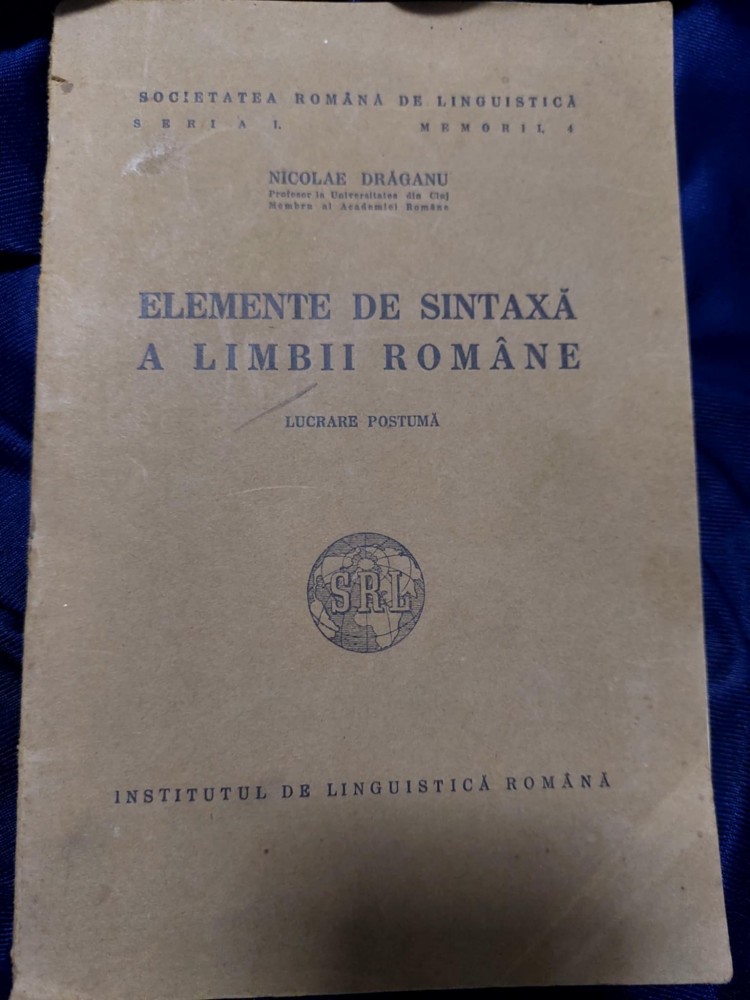 SOCIETATEA ROMÂNĂ DE LINGUISTICĂ
SERIA I. MEMORII, 4
NICOLAE DRĂGANU
Profesor la Universitatea din Cluj
Membru al Academiei Române
ELEMENTE DE SINTAXĂ
A LIMBII ROMÂNE
LUCRARE POSTUMĂ
SRL
INSTITUTUL DE LINGUISTICĂ ROMÂNĂ